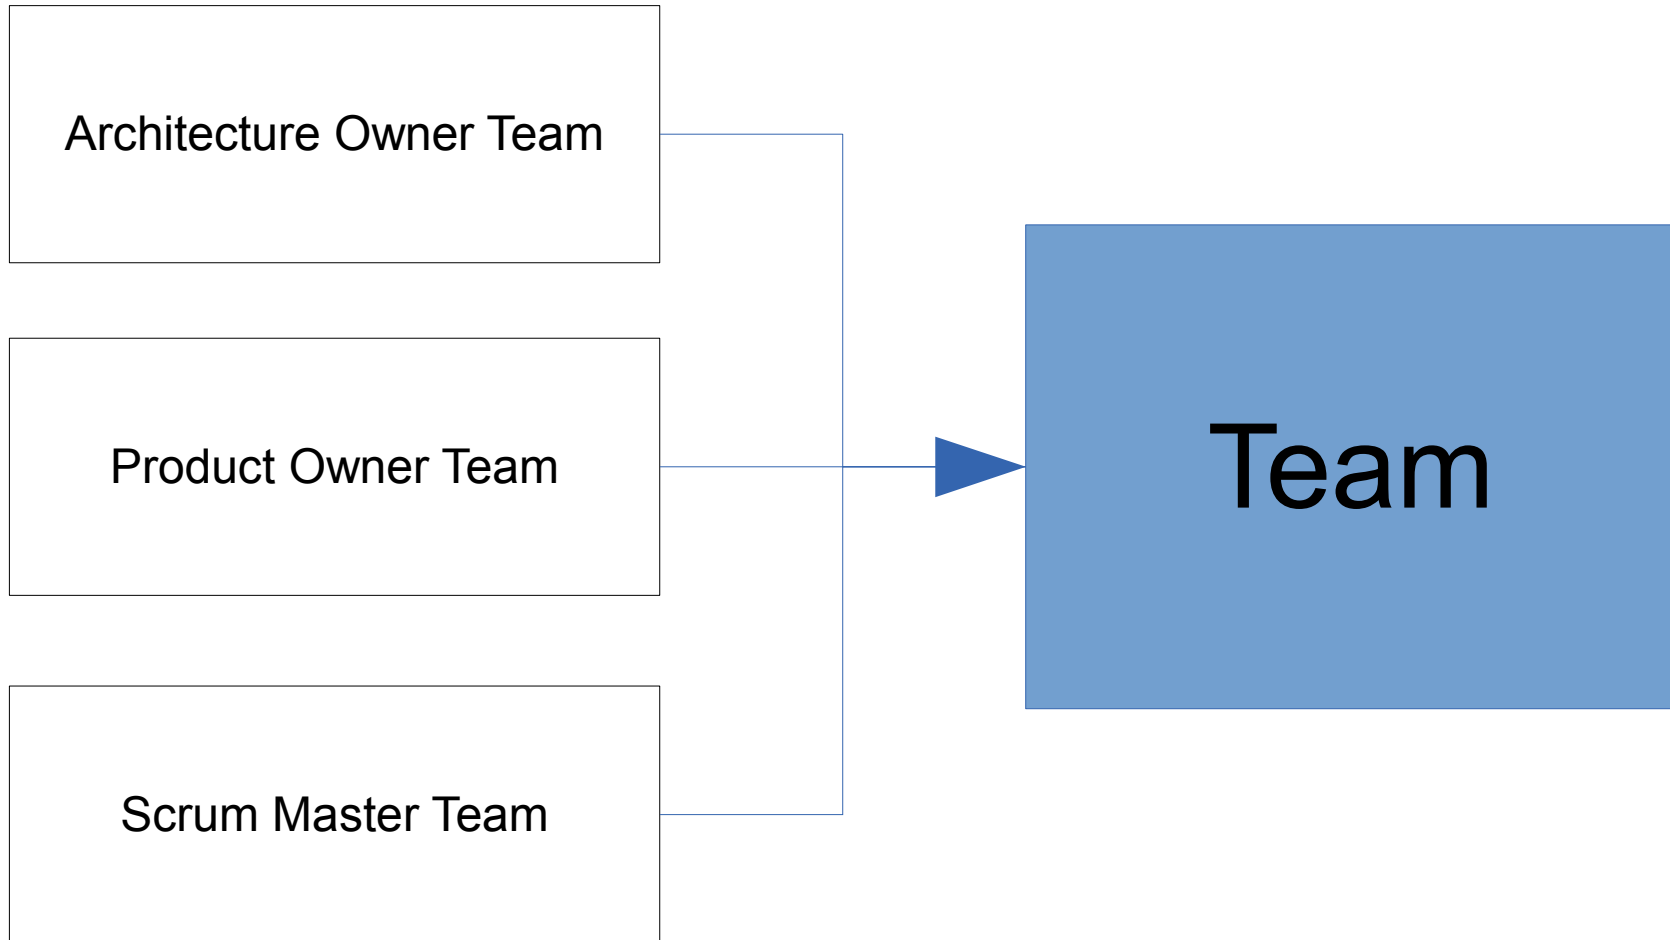 Architecture Owner Team
Product Owner Team
Team
Scrum Master Team